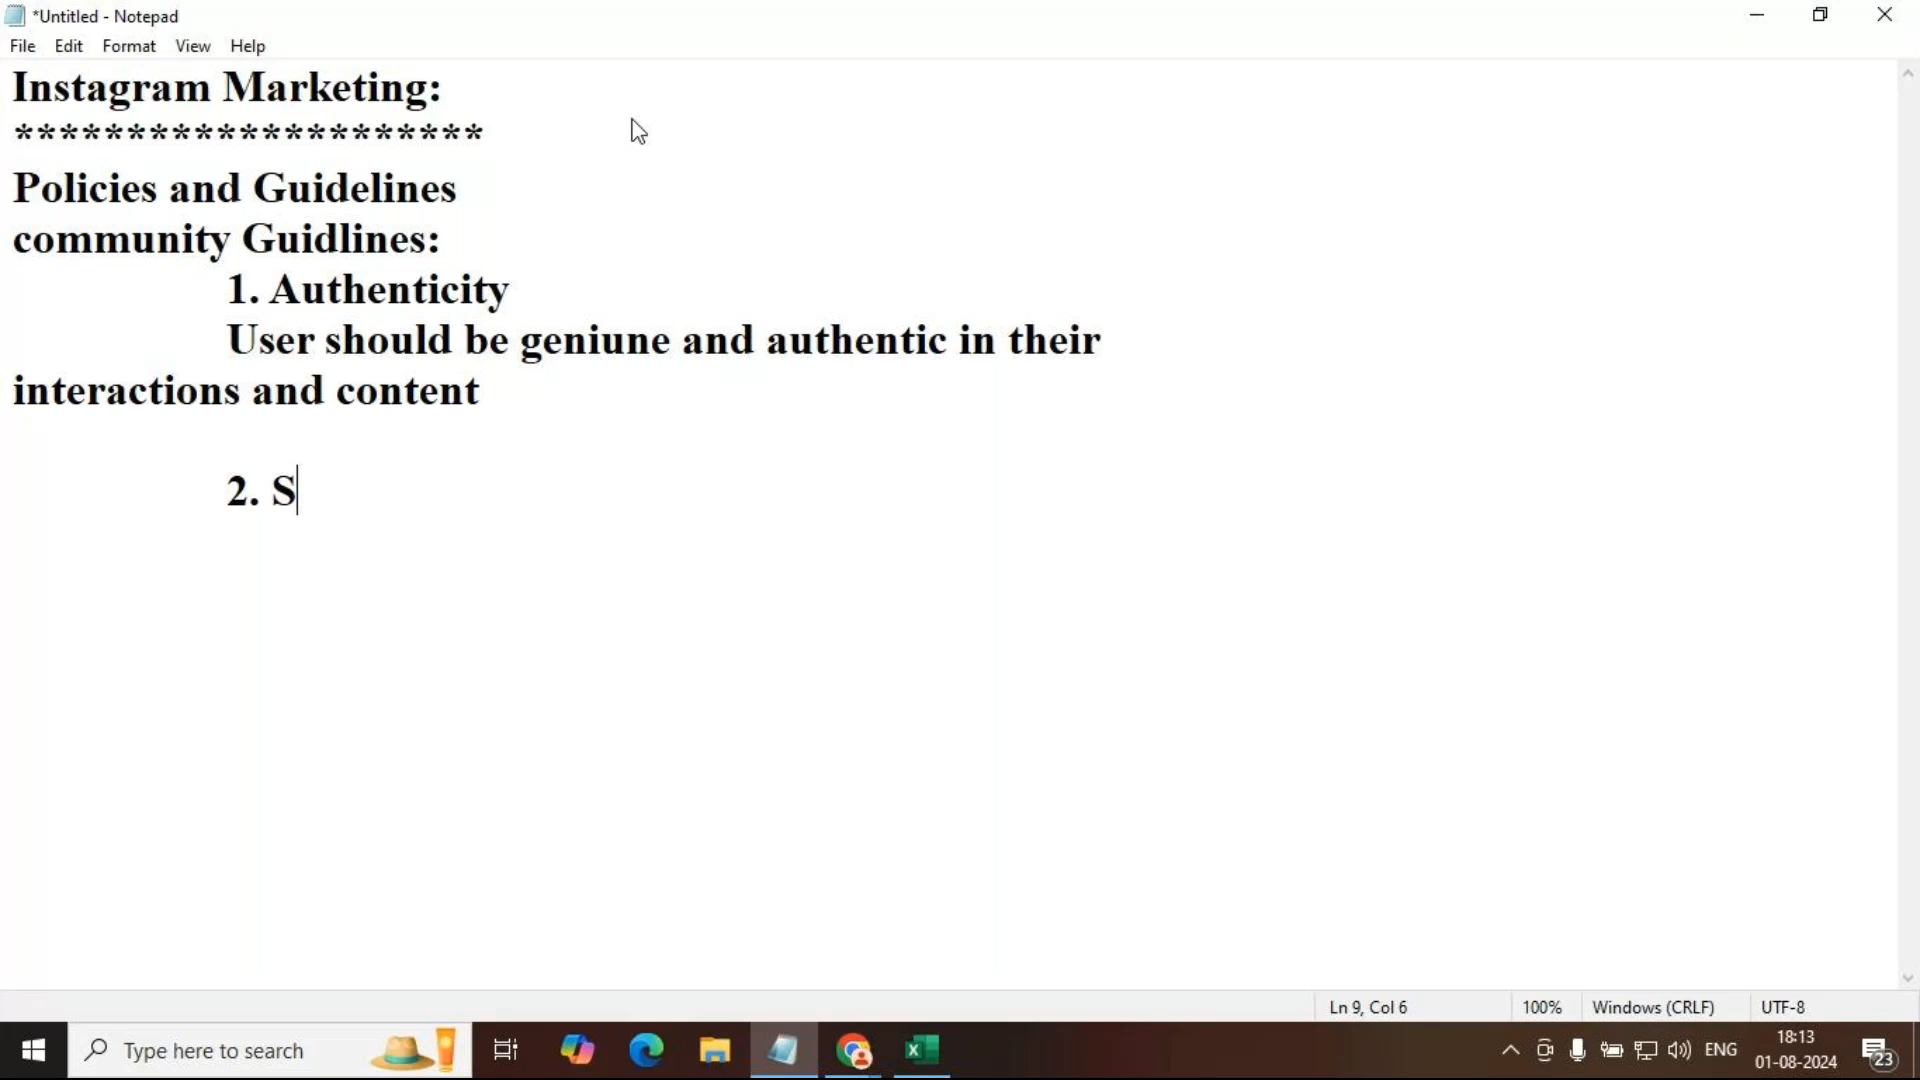 *Untitled - Notepad
File Edit Format View Help
Instagram Marketing:
*********************
Policies and Guidelines
community Guidlines:
1. Authenticity
User should be geniune and authentic in their
interactions and content
2. S
Ln 9, Col 6 100% Windows (CRLF) UTF-8
Type here to search ENG 18:13
01-08-2024 23